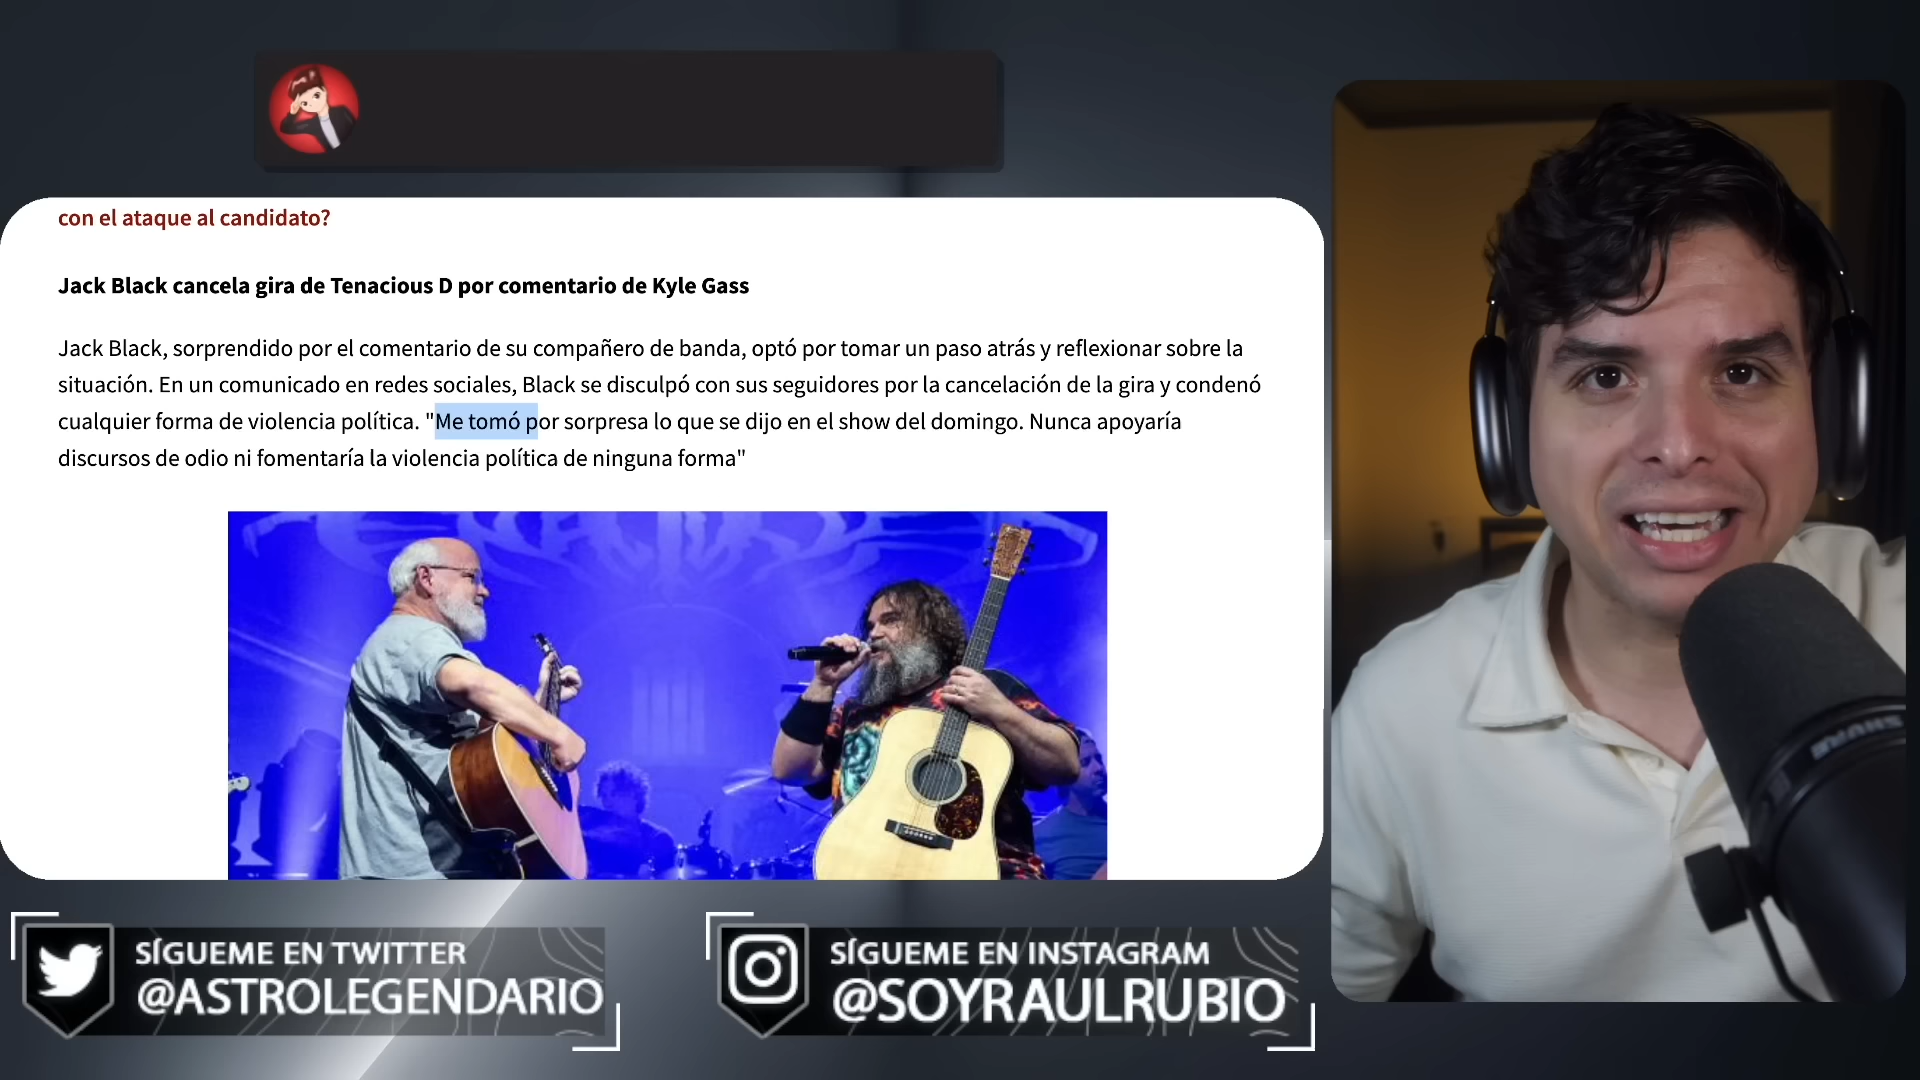 con el ataque al candidato?
Jack Black cancela gira de Tenacious D por comentario de Kyle Gass
Jack Black, sorprendido por el comentario de su compañero de banda, optó por tomar un paso atrás y reflexionar sobre la
situación. En un comunicado en redes sociales, Black se disculpó con sus seguidores por la cancelación de la gira y condenó
cualquier forma de violencia política. "Me tomó por sorpresa lo que se dijo en el show del domingo. Nunca apoyaría
discursos de odio ni fomentaría la violencia política de ninguna forma"
SÍGUEME EN TWITTER
@ASTROLEGENDARIO
SÍGUEME EN INSTAGRAM
@SOYRAULRUBIO
SHURE